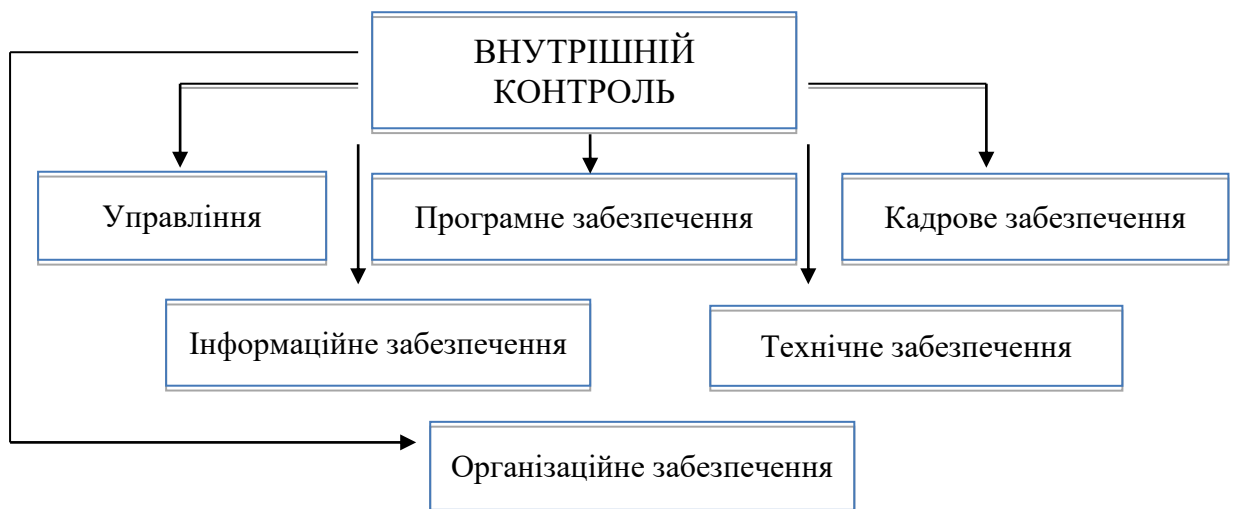 ВНУТРІШНІЙ
КОНТРОЛЬ
Управління
Програмне забезпечення
Кадрове забезпечення
Інформаційне забезпечення
Технічне забезпечення
Організаційне забезпечення